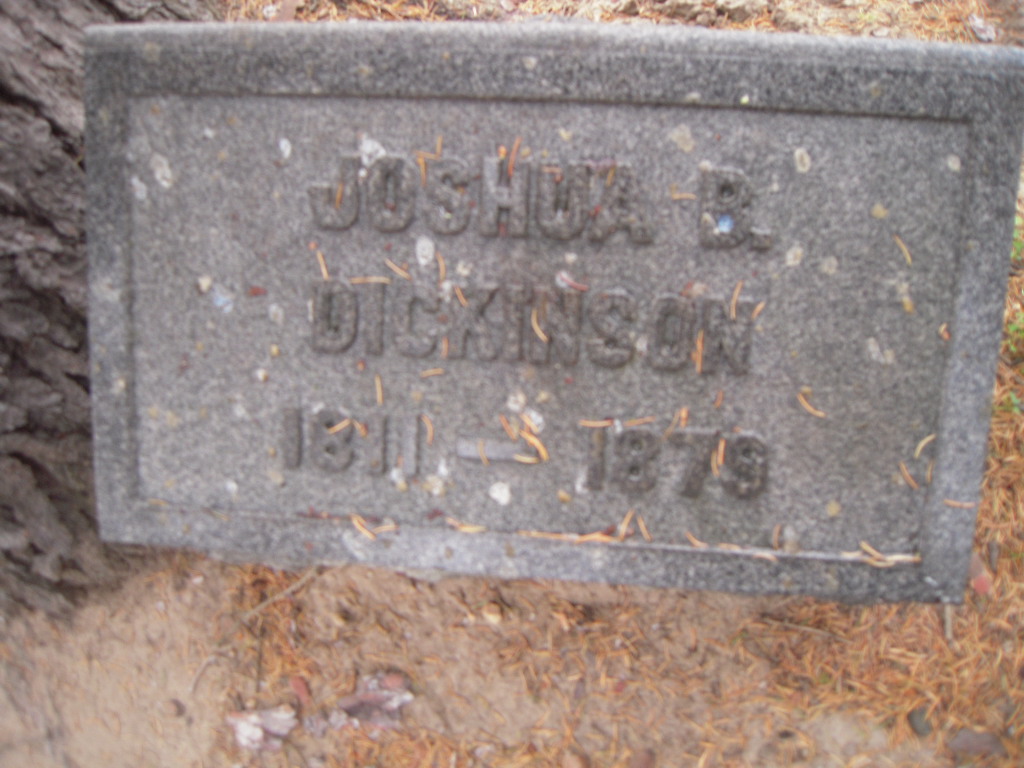 JOSHUA B.
DICKINSON
1811 — 1879